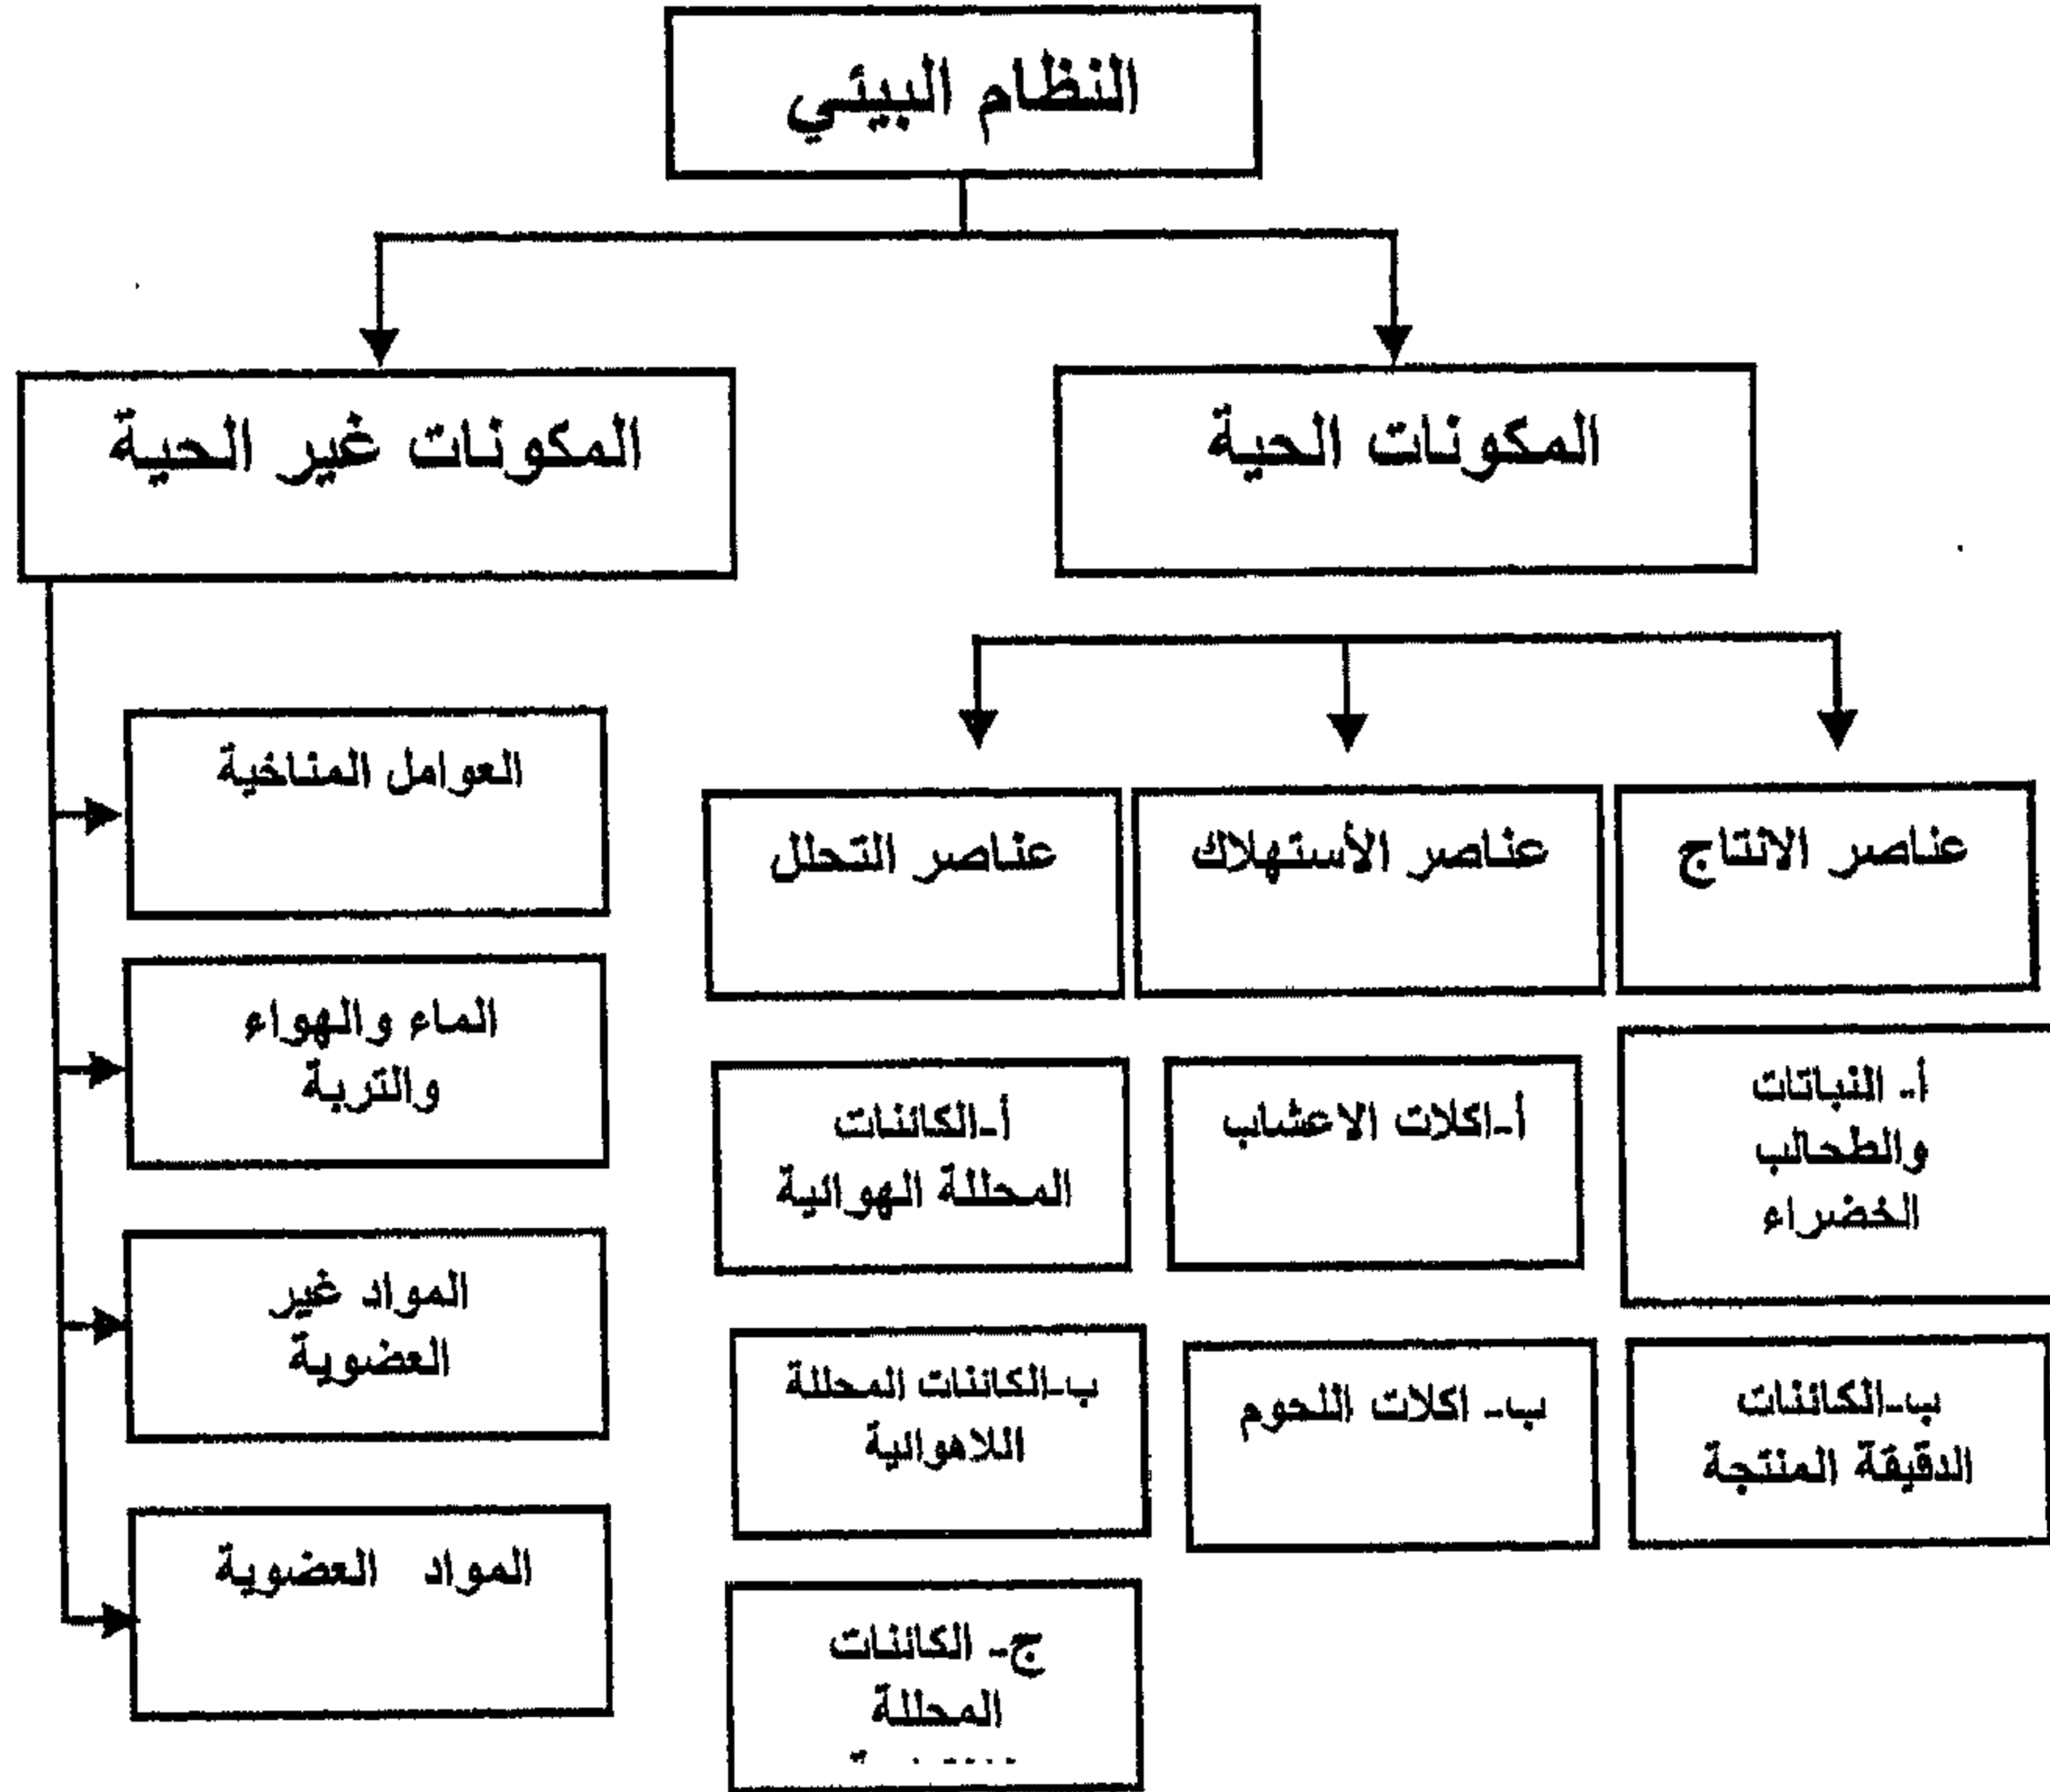 النظام البيئي
المكونات الحية
المكونات غير الحية
عناصر الانتاج
عناصر الأستهلاك
عناصر التحلل
أ- النباتات
والطحالب
الخضراء
ب-الكائنات
الدقيقة المنتجة
أ-اكلات الاعشاب
ب- اكلات اللحوم
أ-الكائنات
المحللة الهوائية
ب-الكائنات المحللة
اللاهوائية
ج- الكائنات
المحللة
العوامل المناخية
الماء والهواء
والتربة
المواد غير
العضوية
المواد العضوية